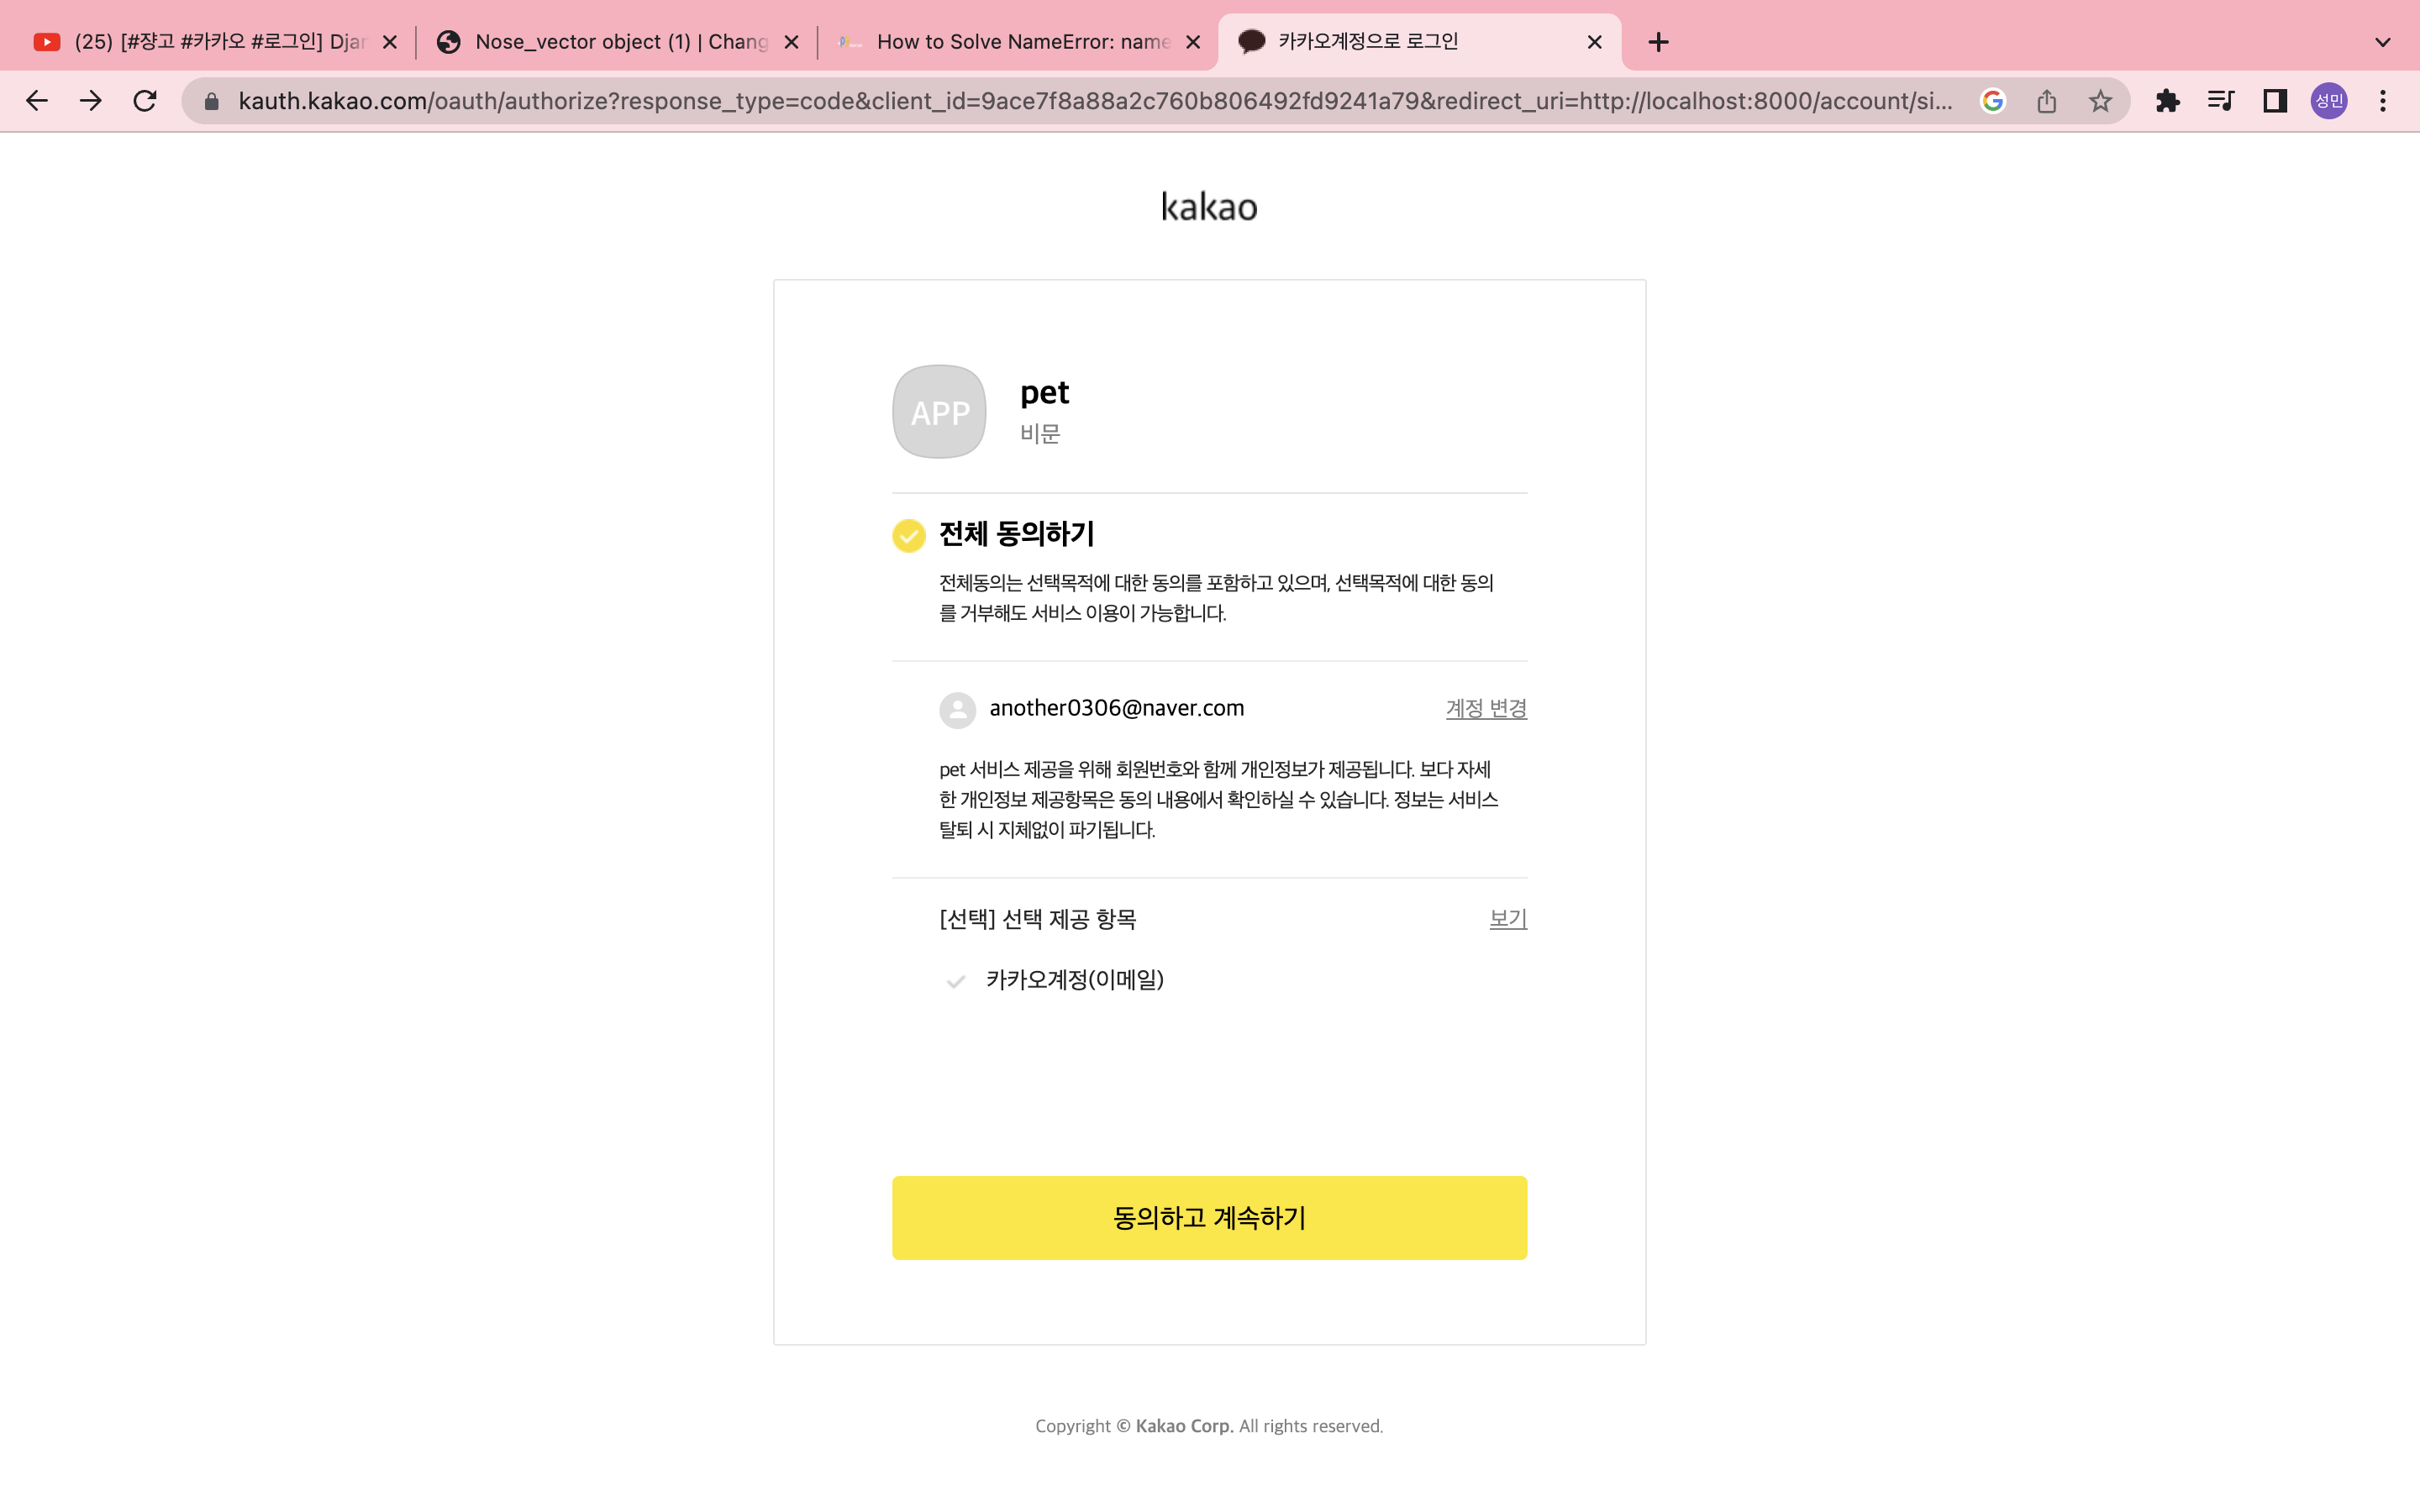 (25) [#쟝고 #카카오 #로그인] Djan
Nose_vector object (1) | Chang
How to Solve NameError: name
카카오계정으로 로그인
kauth.kakao.com/oauth/authorize?response_type=code&client_id=9ace7f8a88a2c760b806492fd9241a79&redirect_uri=http://localhost:8000/account/si...
성민
kakao
APP
pet
비문
전체 동의하기
전체동의는 선택목적에 대한 동의를 포함하고 있으며, 선택목적에 대한 동의
를 거부해도 서비스 이용이 가능합니다.
another0306@naver.com
계정 변경
pet 서비스 제공을 위해 회원번호와 함께 개인정보가 제공됩니다. 보다 자세
한 개인정보 제공항목은 동의 내용에서 확인하실 수 있습니다. 정보는 서비스
탈퇴 시 지체없이 파기됩니다.
[선택] 선택 제공 항목
보기
카카오계정(이메일)
동의하고 계속하기
Copyright © Kakao Corp. All rights reserved.